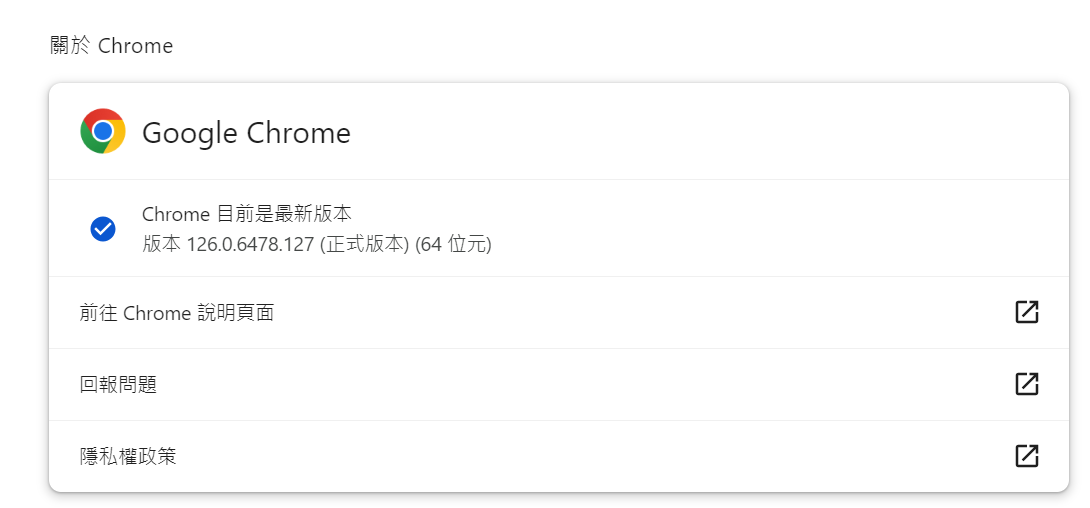 關於 Chrome
Google Chrome
Chrome 目前是最新版本
版本 126.0.6478.127 (正式版本) (64 位元)
前往 Chrome 說明頁面
回報問題
隱私權政策